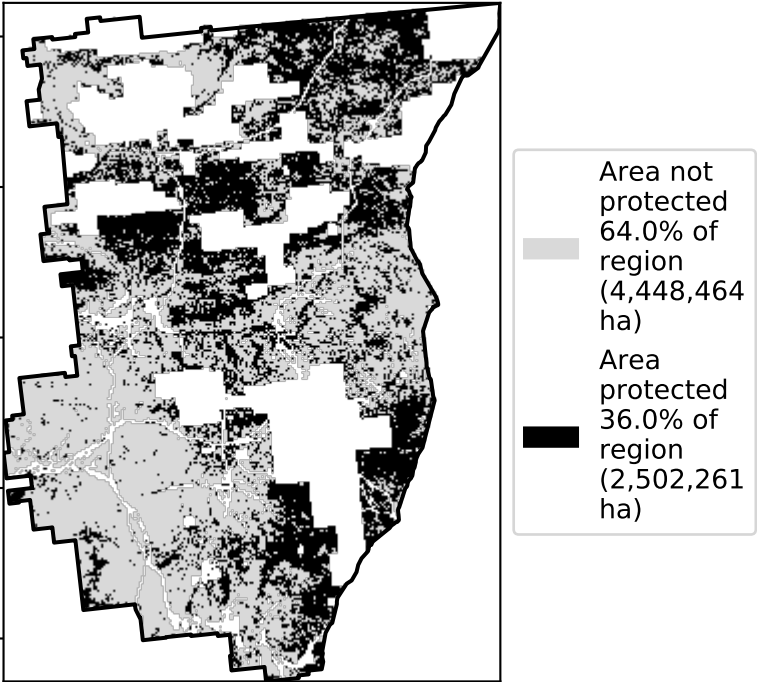 Area not
protected
64.0% of
region
(4,448,464
ha)
Area
protected
36.0% of
region
(2,502,261
ha)